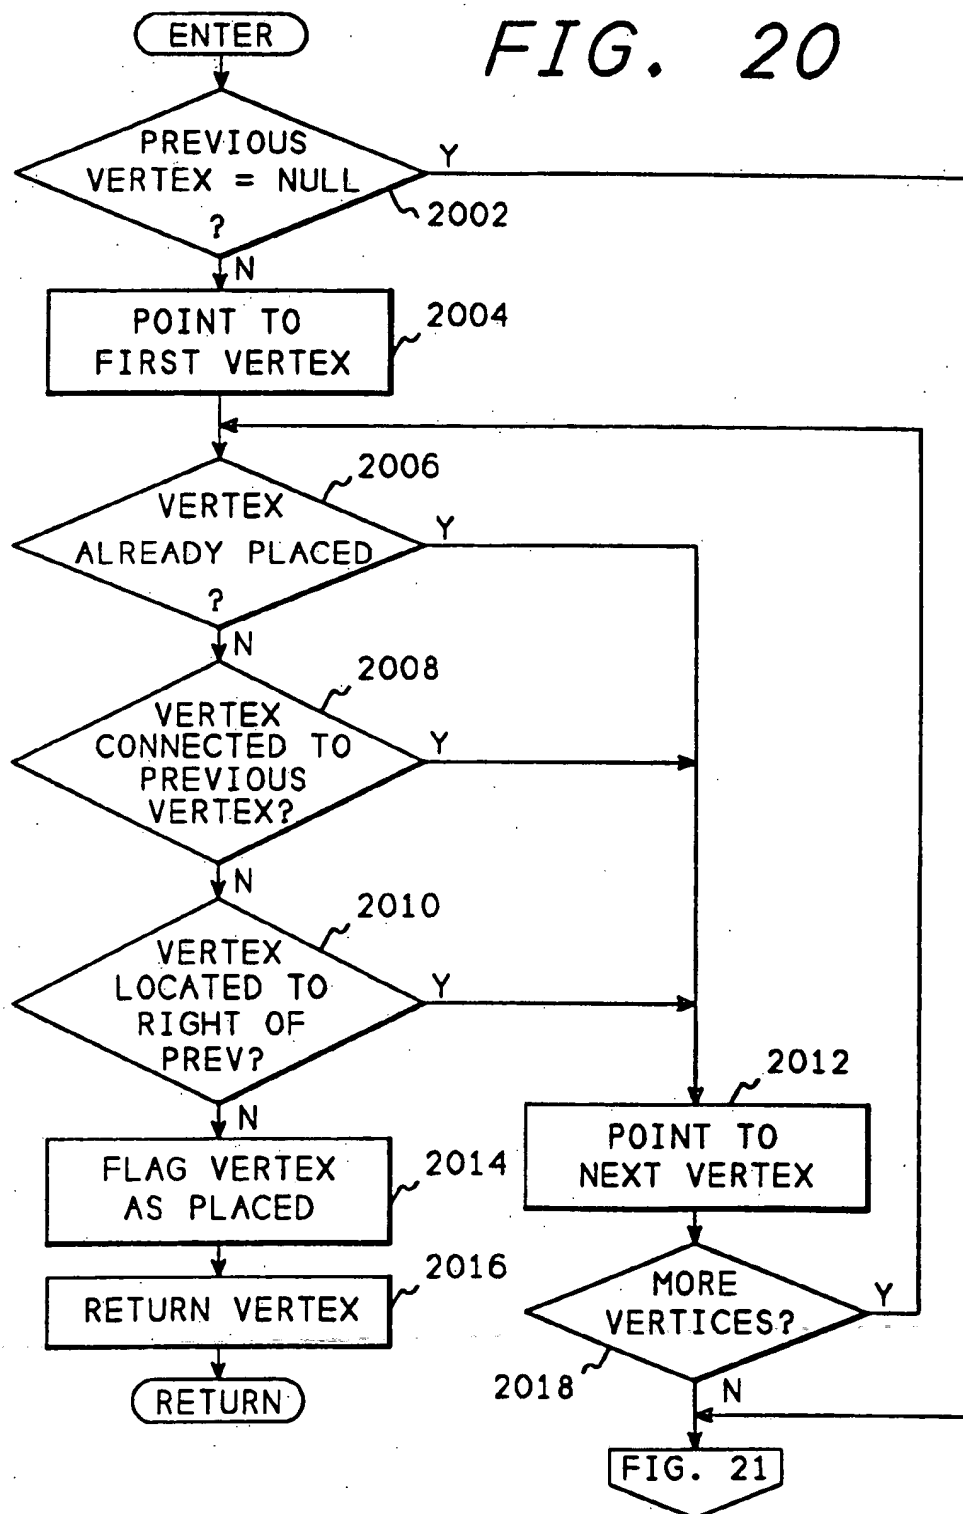 FIG. 20
ENTER
PREVIOUS
VERTEX = NULL
?
Y
2002
N
POINT TO
FIRST VERTEX
2004
2006
VERTEX
ALREADY PLACED
?
Y
N
2008
VERTEX
CONNECTED TO
PREVIOUS
VERTEX?
Y
N
2010
VERTEX
LOCATED TO
RIGHT OF
PREV?
Y
N
2012
POINT TO
NEXT VERTEX
FLAG VERTEX
AS PLACED
2014
RETURN VERTEX
2016
MORE
VERTICES?
Y
2018
N
RETURN
FIG. 21